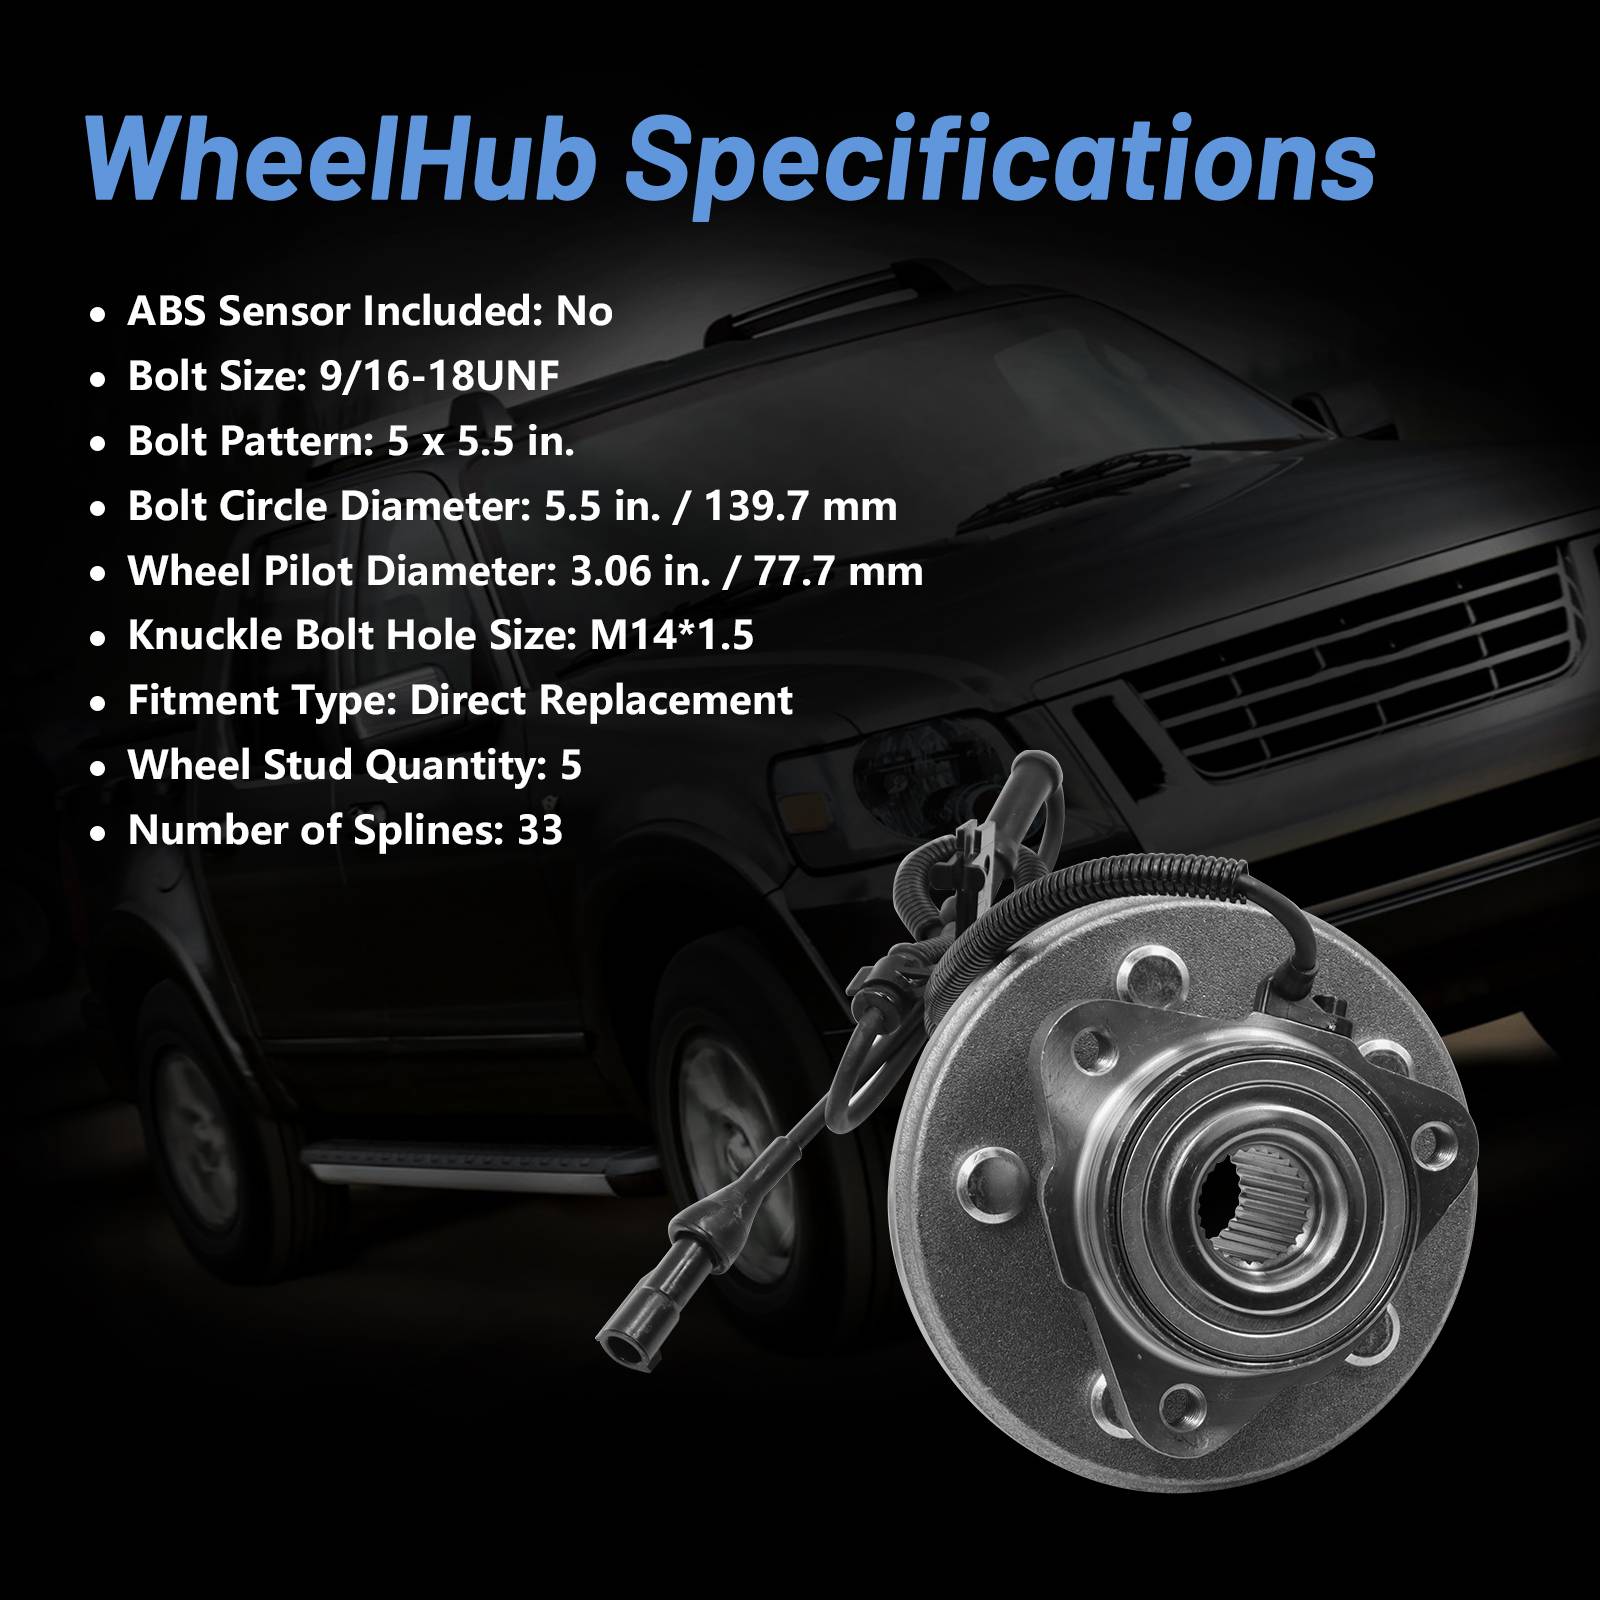 WheelHub Specifications
• ABS Sensor Included: No
• Bolt Size: 9/16-18UNF
• Bolt Pattern: 5 x 5.5 in.
• Bolt Circle Diameter: 5.5 in. / 139.7 mm
• Wheel Pilot Diameter: 3.06 in. / 77.7 mm
• Knuckle Bolt Hole Size: M14*1.5
• Fitment Type: Direct Replacement
• Wheel Stud Quantity: 5
• Number of Splines: 33